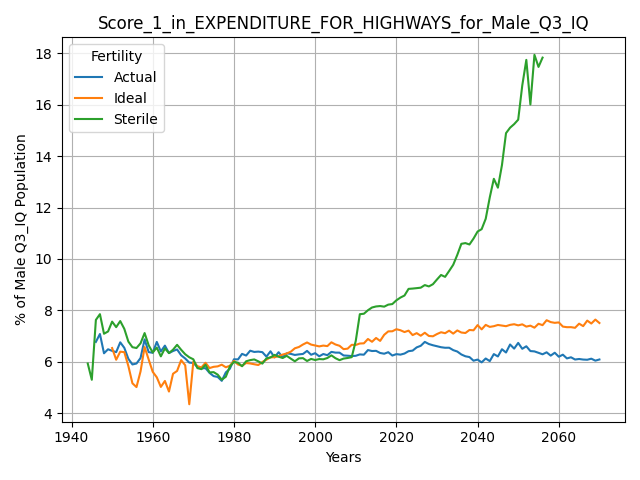 Score_1_in_EXPENDITURE_FOR_HIGHWAYS_for_Male_Q3_IQ
Fertility
Actual
Ideal
Sterile
% of Male Q3_IQ Population
18
16
14
12
10
8
6
4
1940 1960 1980 2000 2020 2040 2060
Years